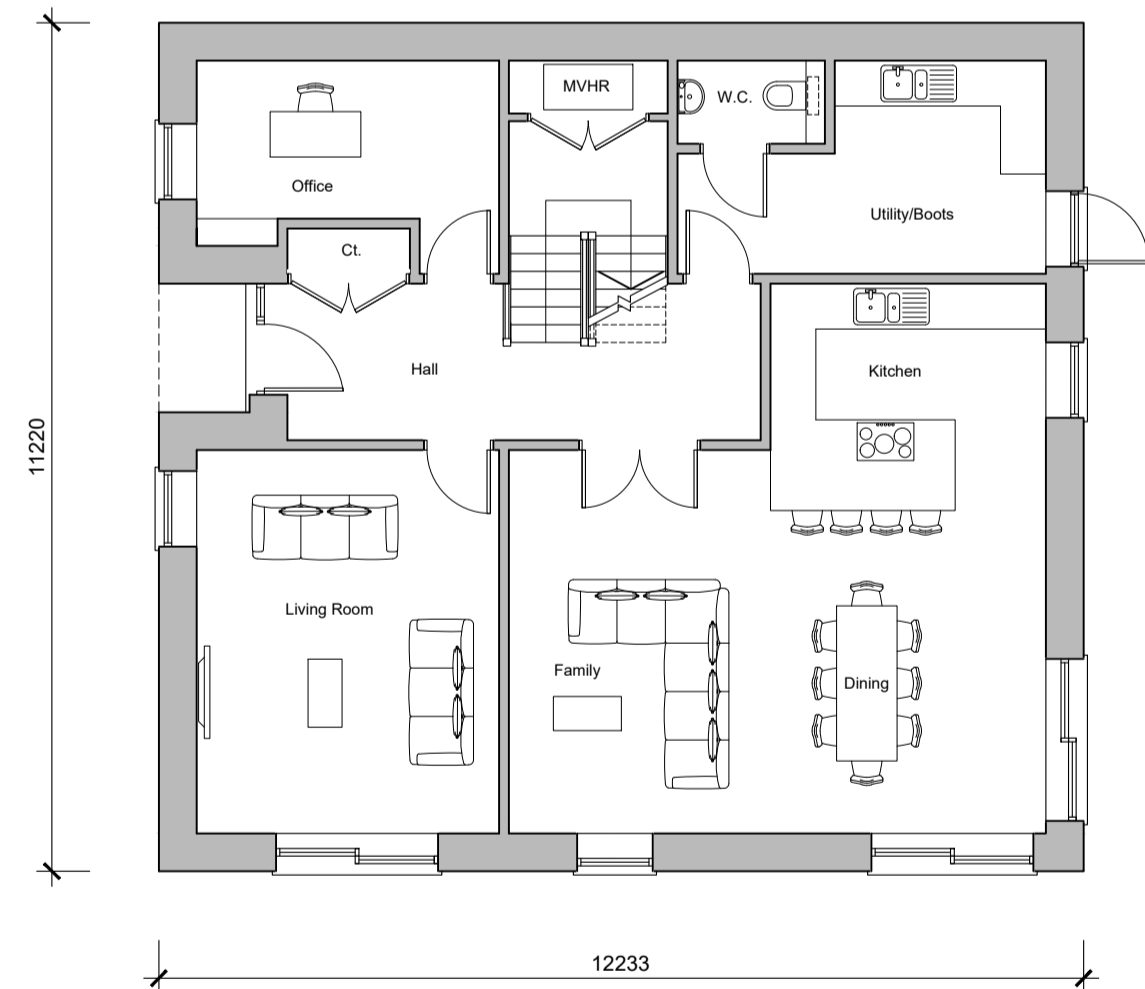 MVHR
W.C.
Office
Utility/Boots
Ct.
Hall
Kitchen
11220
Living Room
Family
Dining
12233